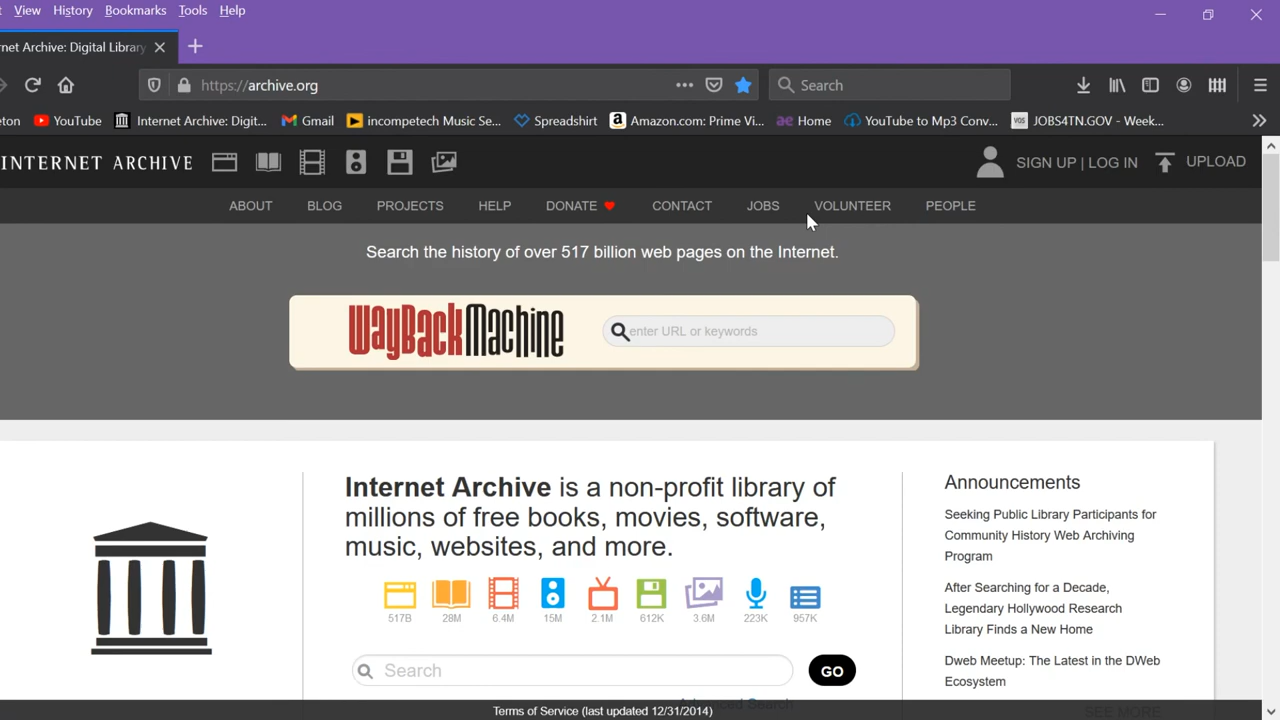 View History Bookmarks Tools Help
net Archive: Digital Library
https://archive.org
Search
eton YouTube Internet Archive: Digit... Gmail incompetech Music Se... Spreadshirt Amazon.com: Prime Vi... ae Home YouTube to Mp3 Conv... VOS JOBS4TN.GOV - Week...
INTERNET ARCHIVE
SIGN UP | LOG IN UPLOAD
ABOUT BLOG PROJECTS HELP DONATE CONTACT JOBS VOLUNTEER PEOPLE
Search the history of over 517 billion web pages on the Internet.
WayBackMachine
enter URL or keywords
Internet Archive is a non-profit library of
millions of free books, movies, software,
music, websites, and more.
517B 28M 6.4M 15M 2.1M 612K 3.6M 223K 957K
Search GO
Advanced Search
Announcements
Seeking Public Library Participants for
Community History Web Archiving
Program
After Searching for a Decade,
Legendary Hollywood Research
Library Finds a New Home
Dweb Meetup: The Latest in the DWeb
Ecosystem
SEE MORE
Terms of Service (last updated 12/31/2014)